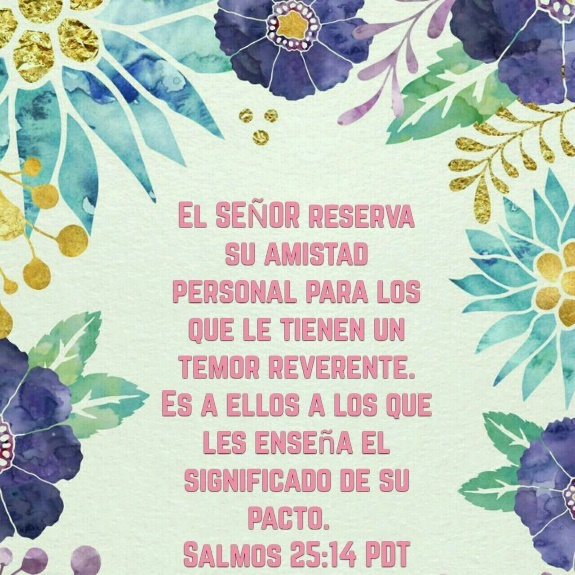 El SEÑOR reserva
su amistad
personal para los
que le tienen un
temor reverente.
Es a ellos a los que
les enseña el
significado de su
pacto.
Salmos 25:14 PDT